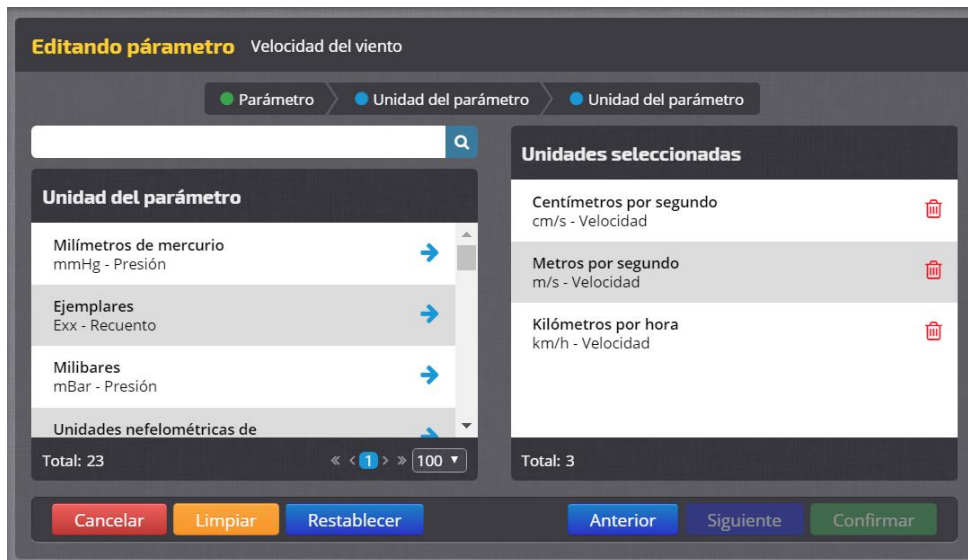 Editando páremetro Velocidad del viento
Parámetro Unidad del parámetro Unidad del parámetro
Unidad del parámetro
Milímetros de mercurio
mmHg - Presión
Ejemplares
Exx - Recuento
Milibares
mBar - Presión
Unidades nefelométricas de
Total: 23 « < 1 > » 100
Unidades seleccionadas
Centímetros por segundo
cm/s - Velocidad
Metros por segundo
m/s - Velocidad
Kilómetros por hora
km/h - Velocidad
Total: 3
Cancelar Limpiar Restablecer Anterior Siguiente Confirmar